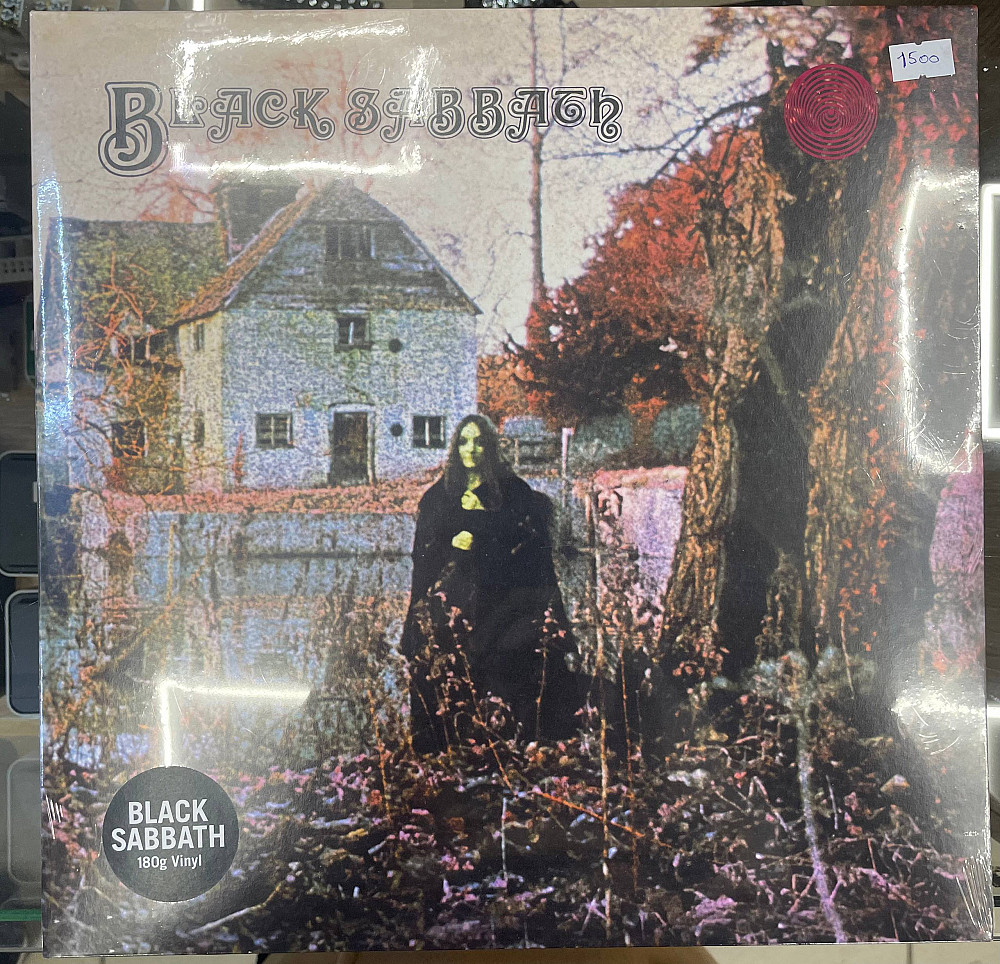 1500
BLACK SABBATH
BLACK
SABBATH
180g Vinyl